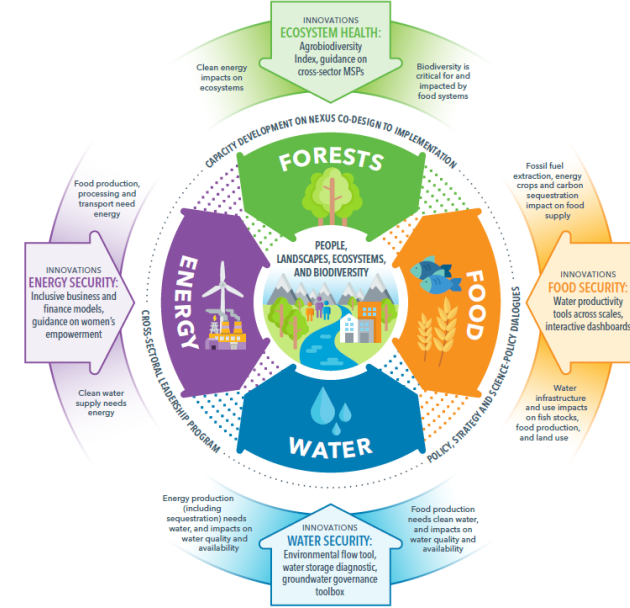 INNOVATIONS
ECOSYSTEM HEALTH:
Agrobiodiversity
Index, guidance on
cross-sector MSPs
Clean energy
impacts on
ecosystems
Biodiversity is
critical for and
impacted by
food systems
CAPACITY DEVELOPMENT ON NEXUS CO-DESIGN TO IMPLEMENTATION
FORESTS
Food production,
processing and
transport need
energy
Fossil fuel
extraction, energy
crops and carbon
sequestration
impact on food
supply
PEOPLE,
LANDSCAPES, ECOSYSTEMS,
AND BIODIVERSITY
ENERGY
FOOD
INNOVATIONS
ENERGY SECURITY:
Inclusive business and
finance models,
guidance on women's
empowerment
INNOVATIONS
FOOD SECURITY:
Water productivity
tools across scales,
interactive dashboards
CROSS-SECTORAL LEADERSHIP PROGRAM
POLICY, STRATEGY AND SCIENCE-POLICY DIALOGUES
Clean water
supply needs
energy
Water
infrastructure
and use impacts
on fish stocks,
food production,
and land use
WATER
Energy production
(including
sequestration) needs
water, and impacts on
water quality and
availability
Food production
needs clean water,
and impacts on
water quality and
availability
INNOVATIONS
WATER SECURITY:
Environmental flow tool,
water storage diagnostic,
groundwater governance
toolbox